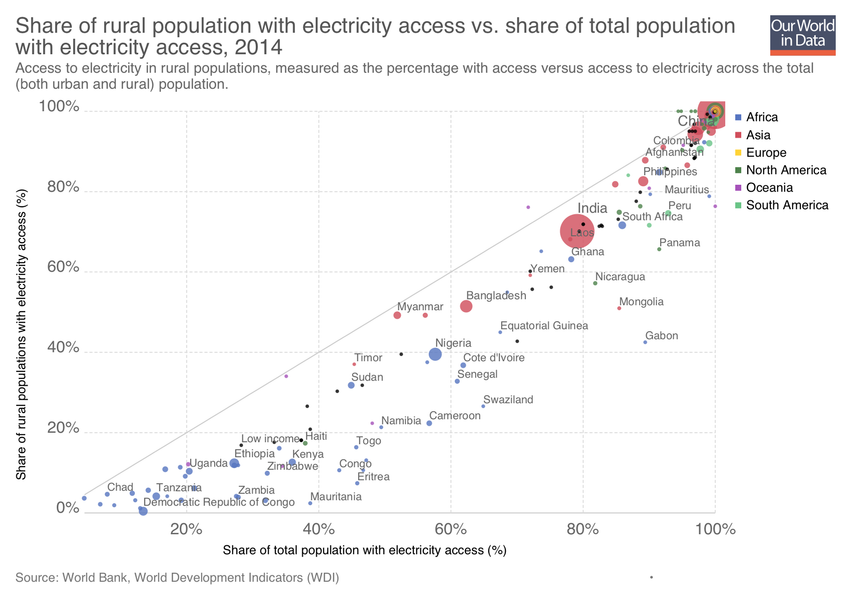 Share of rural population with electricity access vs. share of total population
with electricity access, 2014
Our World
in Data
Access to electricity in rural populations, measured as the percentage with access versus access to electricity across the total
(both urban and rural) population.
Share of rural populations with electricity access (%)
100%
80%
60%
40%
20%
0%
China
Colombia
Afghanistan
Philippines
Mauritius
India
Peru
South Africa
Laos
Panama
Ghana
Yemen
Nicaragua
Bangladesh
Mongolia
Myanmar
Equatorial Guinea
Gabon
Nigeria
Timor
Cote d'Ivoire
Sudan
Senegal
Swaziland
Cameroon
Namibia
Low income
Haiti
Togo
Ethiopia
Kenya
Uganda
Zimbabwe
Congo
Eritrea
Chad
Tanzania
Zambia
Mauritania
Democratic Republic of Congo
20%
40%
60%
80%
100%
Share of total population with electricity access (%)
Africa
Asia
Europe
North America
Oceania
South America
Source: World Bank, World Development Indicators (WDI)